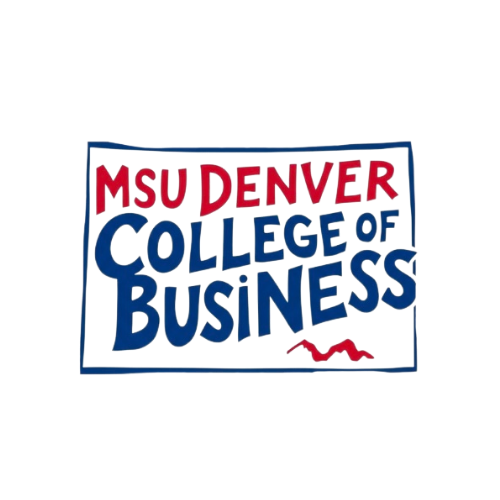 MSU DENVER
COLLEGE OF
BUSiNESS